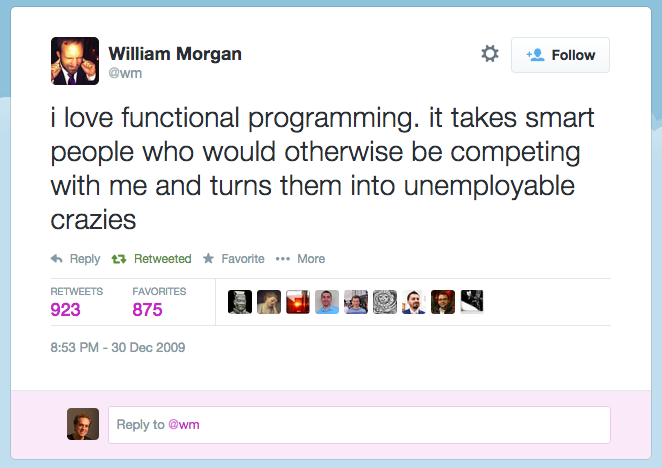 William Morgan
@wm
Follow
i love functional programming. it takes smart
people who would otherwise be competing
with me and turns them into unemployable
crazies
Reply Retweeted Favorite More
RETWEETS FAVORITES
923 875
8:53 PM - 30 Dec 2009
Reply to @wm